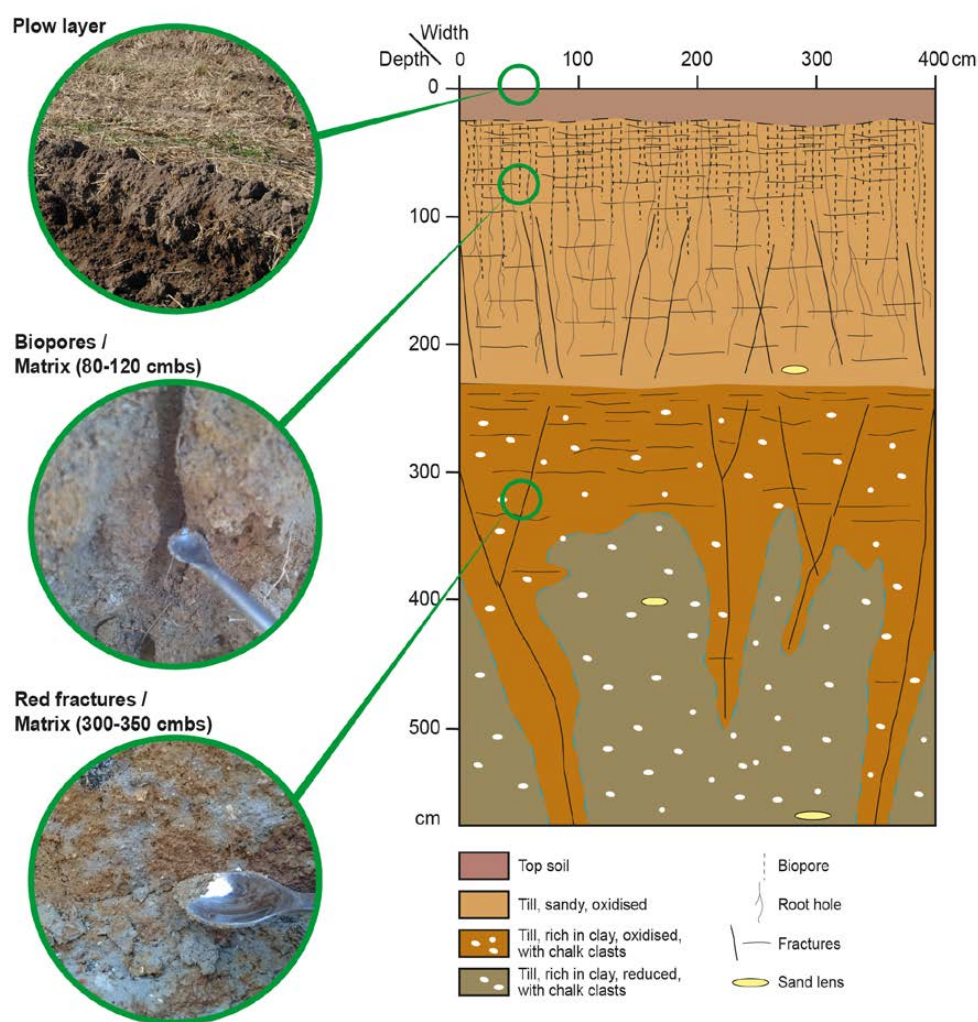 Plow layer
Biopores /
Matrix (80-120 cmbs)
Red fractures /
Matrix (300-350 cmbs)
Width
Depth
0 100 200 300 400 cm
0
100
200
300
400
500
cm
Top soil
Till, sandy, oxidised
Till, rich in clay, oxidised,
with chalk clasts
Till, rich in clay, reduced,
with chalk clasts
Biopore
Root hole
Fractures
Sand lens